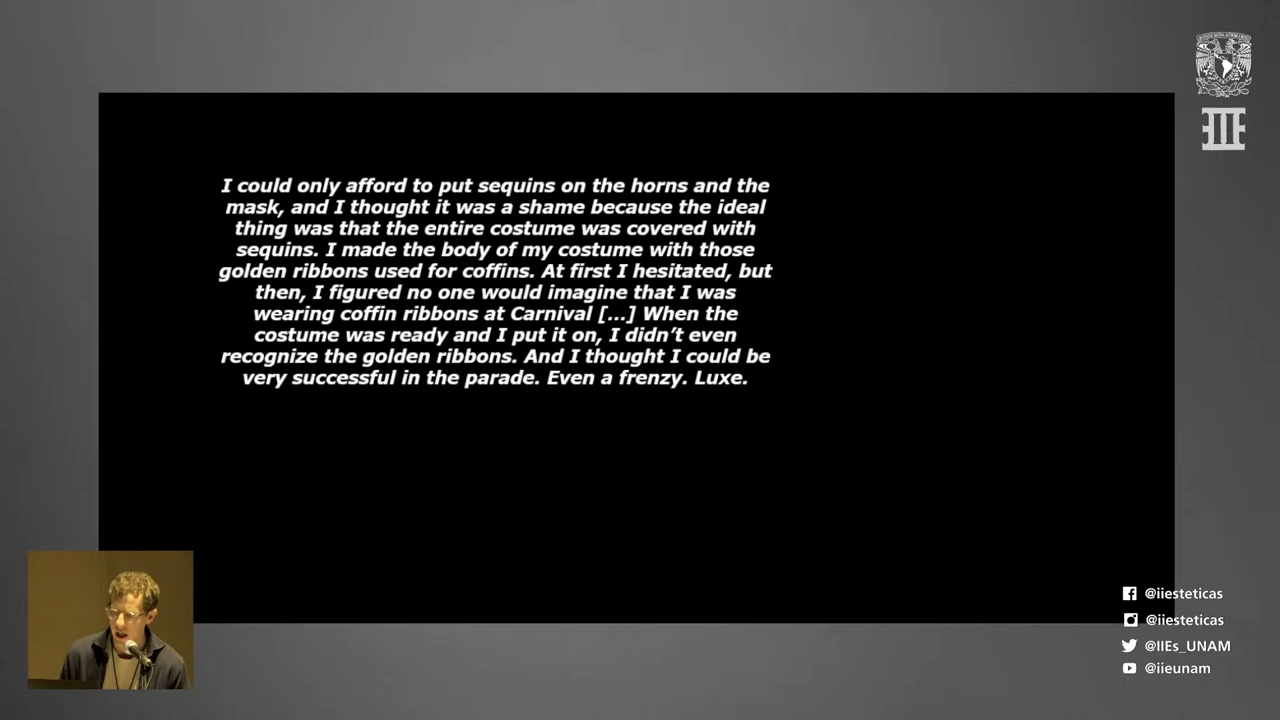 I could only afford to put sequins on the horns and the
mask, and I thought it was a shame because the ideal
thing was that the entire costume was covered with
sequins. I made the body of my costume with those
golden ribbons used for coffins. At first I hesitated, but
then, I figured no one would imagine that I was
wearing coffin ribbons at Carnival [...] When the
costume was ready and I put it on, I didn’t even
recognize the golden ribbons. And I thought I could be
very successful in the parade. Even a frenzy. Luxe.
@iiesteticas
@iiesteticas
@IIEs_UNAM
@iieunam